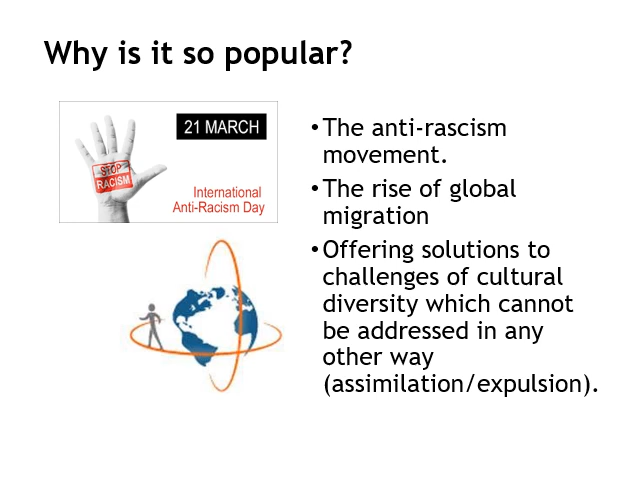 Why is it so popular?
21 MARCH
STOP
RACISM
International
Anti-Racism Day
•The anti-rascism
movement.
•The rise of global
migration
•Offering solutions to
challenges of cultural
diversity which cannot
be addressed in any
other way
(assimilation/expulsion).